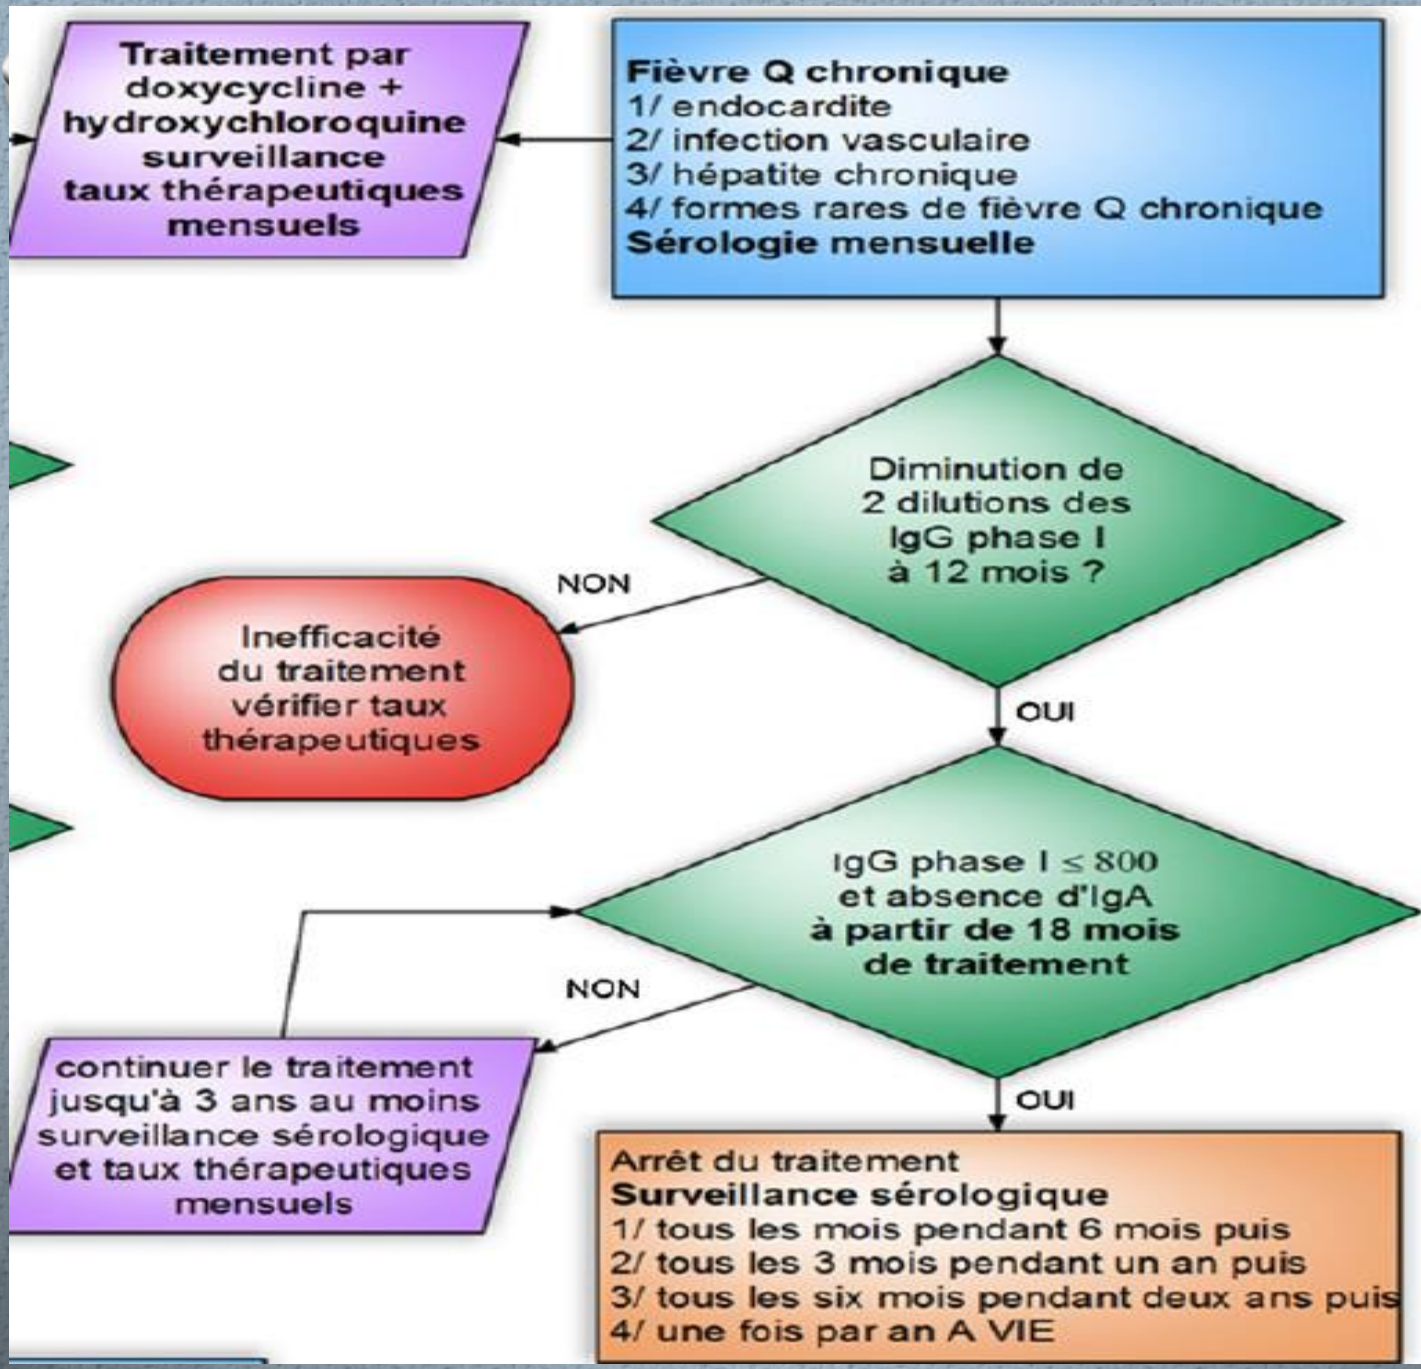 Traitement par
doxycycline +
hydroxychloroquine
surveillance
taux thérapeutiques
mensuels
Fièvre Q chronique
1/ endocardite
2/ infection vasculaire
3/ hépatite chronique
4/ formes rares de fièvre Q chronique
Sérologie mensuelle
Diminution de
2 dilutions des
IgG phase I
à 12 mois ?
NON
Inefficacité
du traitement
vérifier taux
thérapeutiques
OUI
IgG phase I ≤ 800
et absence d'IgA
à partir de 18 mois
de traitement
NON
continuer le traitement
jusqu'à 3 ans au moins
surveillance sérologique
et taux thérapeutiques
mensuels
OUI
Arrêt du traitement
Surveillance sérologique
1/ tous les mois pendant 6 mois puis
2/ tous les 3 mois pendant un an puis
3/ tous les six mois pendant deux ans puis
4/ une fois par an A VIE